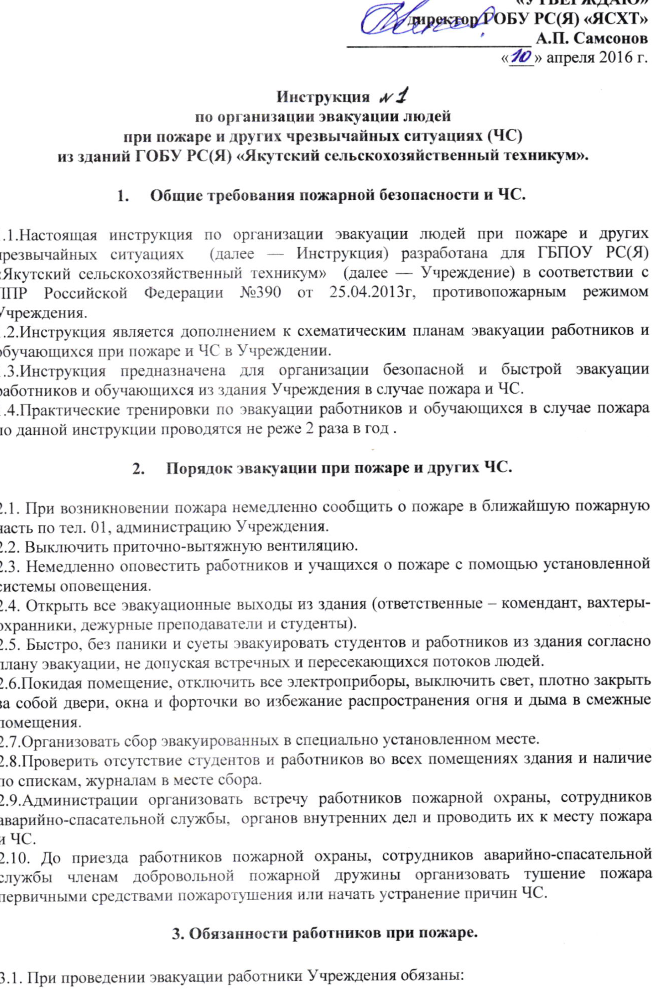 «УТВЕРЖДАЮ»
директор ГОБУ РС(Я) «ЯСХТ»
А.П. Самсонов
«10» апреля 2016 г.
Инструкция №1
по организации эвакуации людей
при пожаре и других чрезвычайных ситуациях (ЧС)
из зданий ГОБУ РС(Я) «Якутский сельскохозяйственный техникум».
1. Общие требования пожарной безопасности и ЧС.
.1.Настоящая инструкция по организации эвакуации людей при пожаре и других
чрезвычайных ситуациях (далее — Инструкция) разработана для ГБПОУ РС(Я)
«Якутский сельскохозяйственный техникум» (далее — Учреждение) в соответствии с
ППР Российской Федерации №390 от 25.04.2013г, противопожарным режимом
Учреждения.
.2.Инструкция является дополнением к схематическим планам эвакуации работников и
обучающихся при пожаре и ЧС в Учреждении.
.3.Инструкция предназначена для организации безопасной и быстрой эвакуации
работников и обучающихся из здания Учреждения в случае пожара и ЧС.
.4.Практические тренировки по эвакуации работников и обучающихся в случае пожара
по данной инструкции проводятся не реже 2 раза в год .
2. Порядок эвакуации при пожаре и других ЧС.
2.1. При возникновении пожара немедленно сообщить о пожаре в ближайшую пожарную
часть по тел. 01, администрацию Учреждения.
2.2. Выключить приточно-вытяжную вентиляцию.
2.3. Немедленно оповестить работников и учащихся о пожаре с помощью установленной
системы оповещения.
2.4. Открыть все эвакуационные выходы из здания (ответственные – комендант, вахтеры-
охранники, дежурные преподаватели и студенты).
2.5. Быстро, без паники и суеты эвакуировать студентов и работников из здания согласно
плану эвакуации, не допуская встречных и пересекающихся потоков людей.
2.6.Покидая помещение, отключить все электроприборы, выключить свет, плотно закрыть
за собой двери, окна и форточки во избежание распространения огня и дыма в смежные
помещения.
2.7.Организовать сбор эвакуированных в специально установленном месте.
2.8.Проверить отсутствие студентов и работников во всех помещениях здания и наличие
по спискам, журналам в месте сбора.
2.9.Администрации организовать встречу работников пожарной охраны, сотрудников
аварийно-спасательной службы, органов внутренних дел и проводить их к месту пожара
и ЧС.
2.10. До приезда работников пожарной охраны, сотрудников аварийно-спасательной
службы членам добровольной пожарной дружины организовать тушение пожара
первичными средствами пожаротушения или начать устранение причин ЧС.
3. Обязанности работников при пожаре.
3.1. При проведении эвакуации работники Учреждения обязаны: